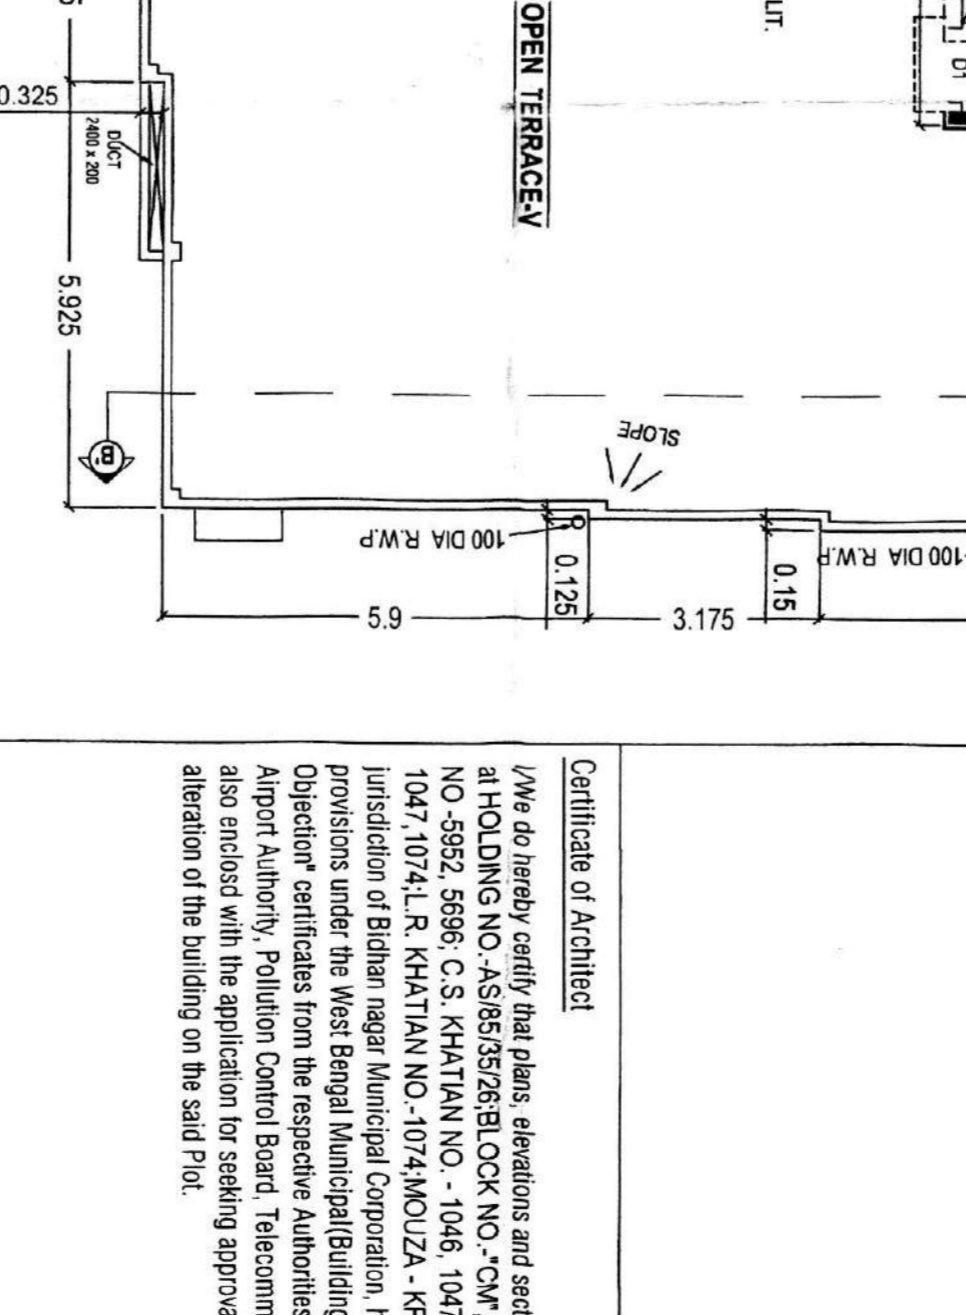 OPEN TERRACE-V
LIT.
D1
0.325
DUCT
2400 x 200
5.925
B'
SLOPE
100 DIA R.W.P
100 DIA R.W.P
0.125
0.15
5.9
3.175
Certificate of Architect
I/We do hereby certify that plans, elevations and sect
at HOLDING NO.-AS/85/35/26;BLOCK NO.-"CM",
NO -5952, 5696; C.S. KHATIAN NO. - 1046, 1047
1047,1074;L.R. KHATIAN NO.-1074;MOUZA - KR
jurisdiction of Bidhan nagar Municipal Corporation, h
provisions under the West Bengal Municipal(Building
Objection" certificates from the respective Authorities
Airport Authority, Pollution Control Board, Telecomm
also enclosd with the application for seeking approva
alteration of the building on the said Plot.